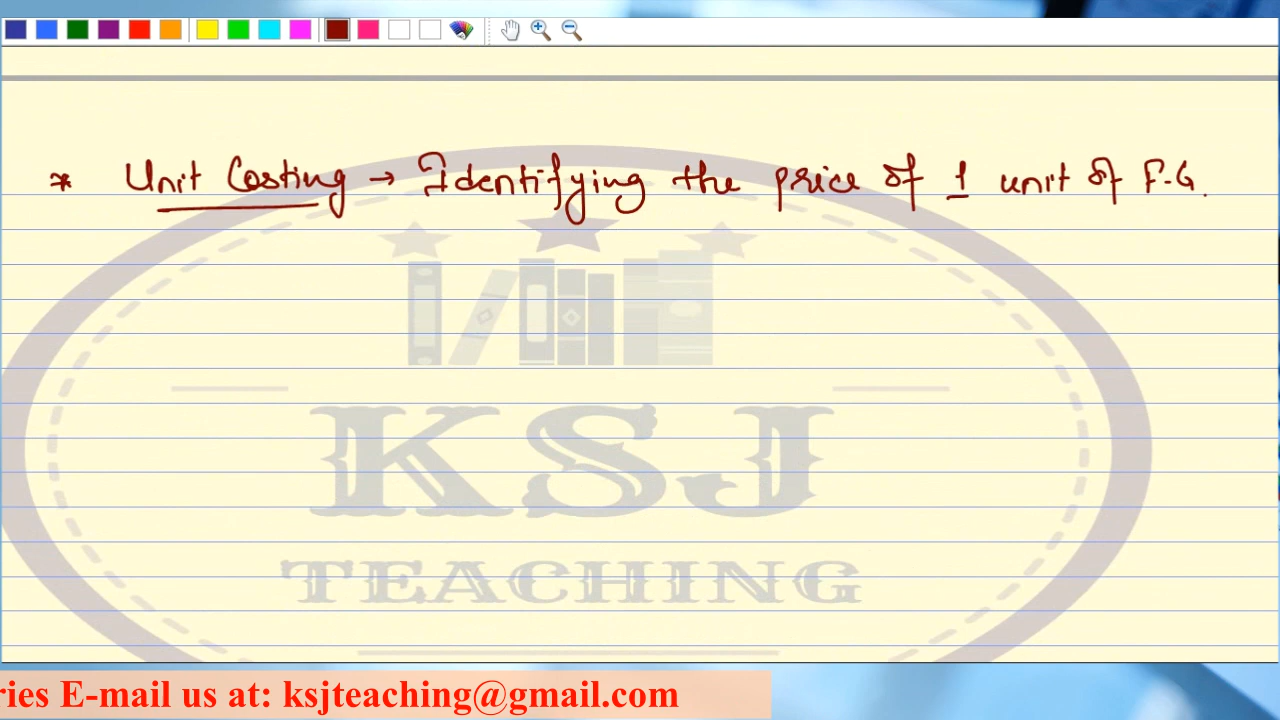 * Unit Costing → Identifying the price of 1 unit of F.G.
KSJ
TEACHING
ries E-mail us at: ksjteaching@gmail.com